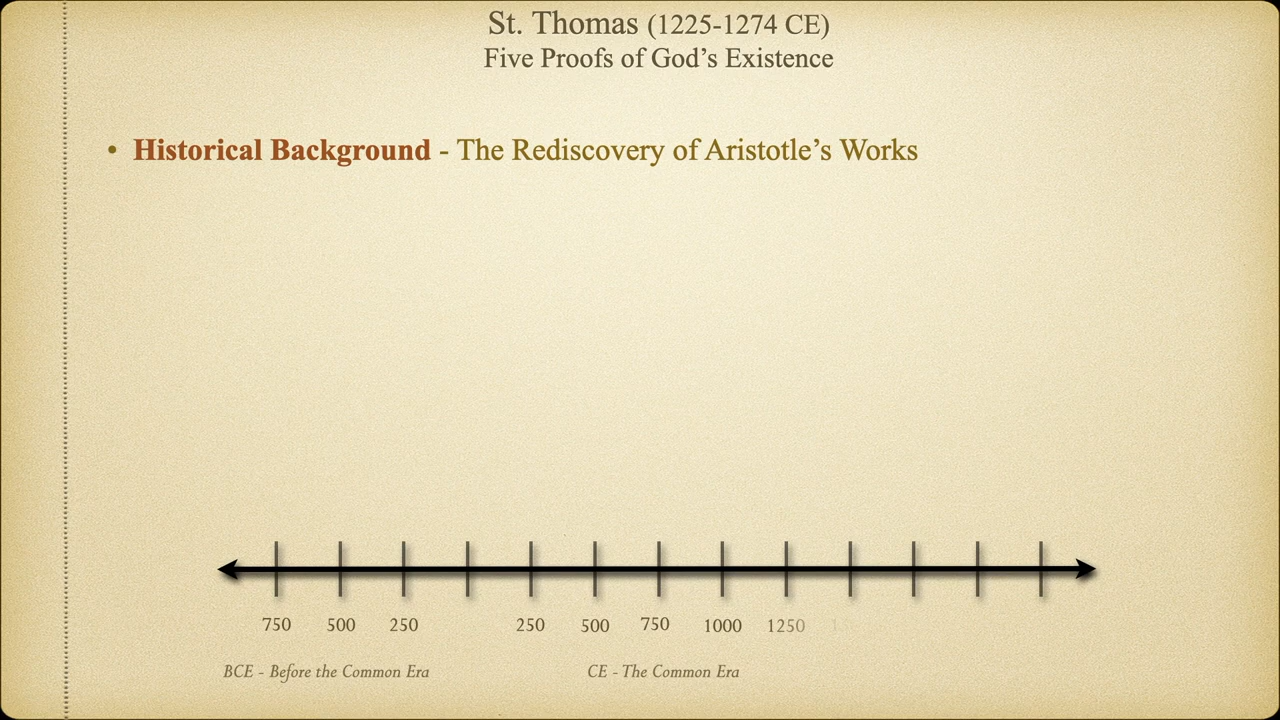 St. Thomas (1225-1274 CE)
Five Proofs of God’s Existence
• Historical Background - The Rediscovery of Aristotle’s Works
750 500 250 250 500 750 1000 1250
BCE - Before the Common Era CE - The Common Era